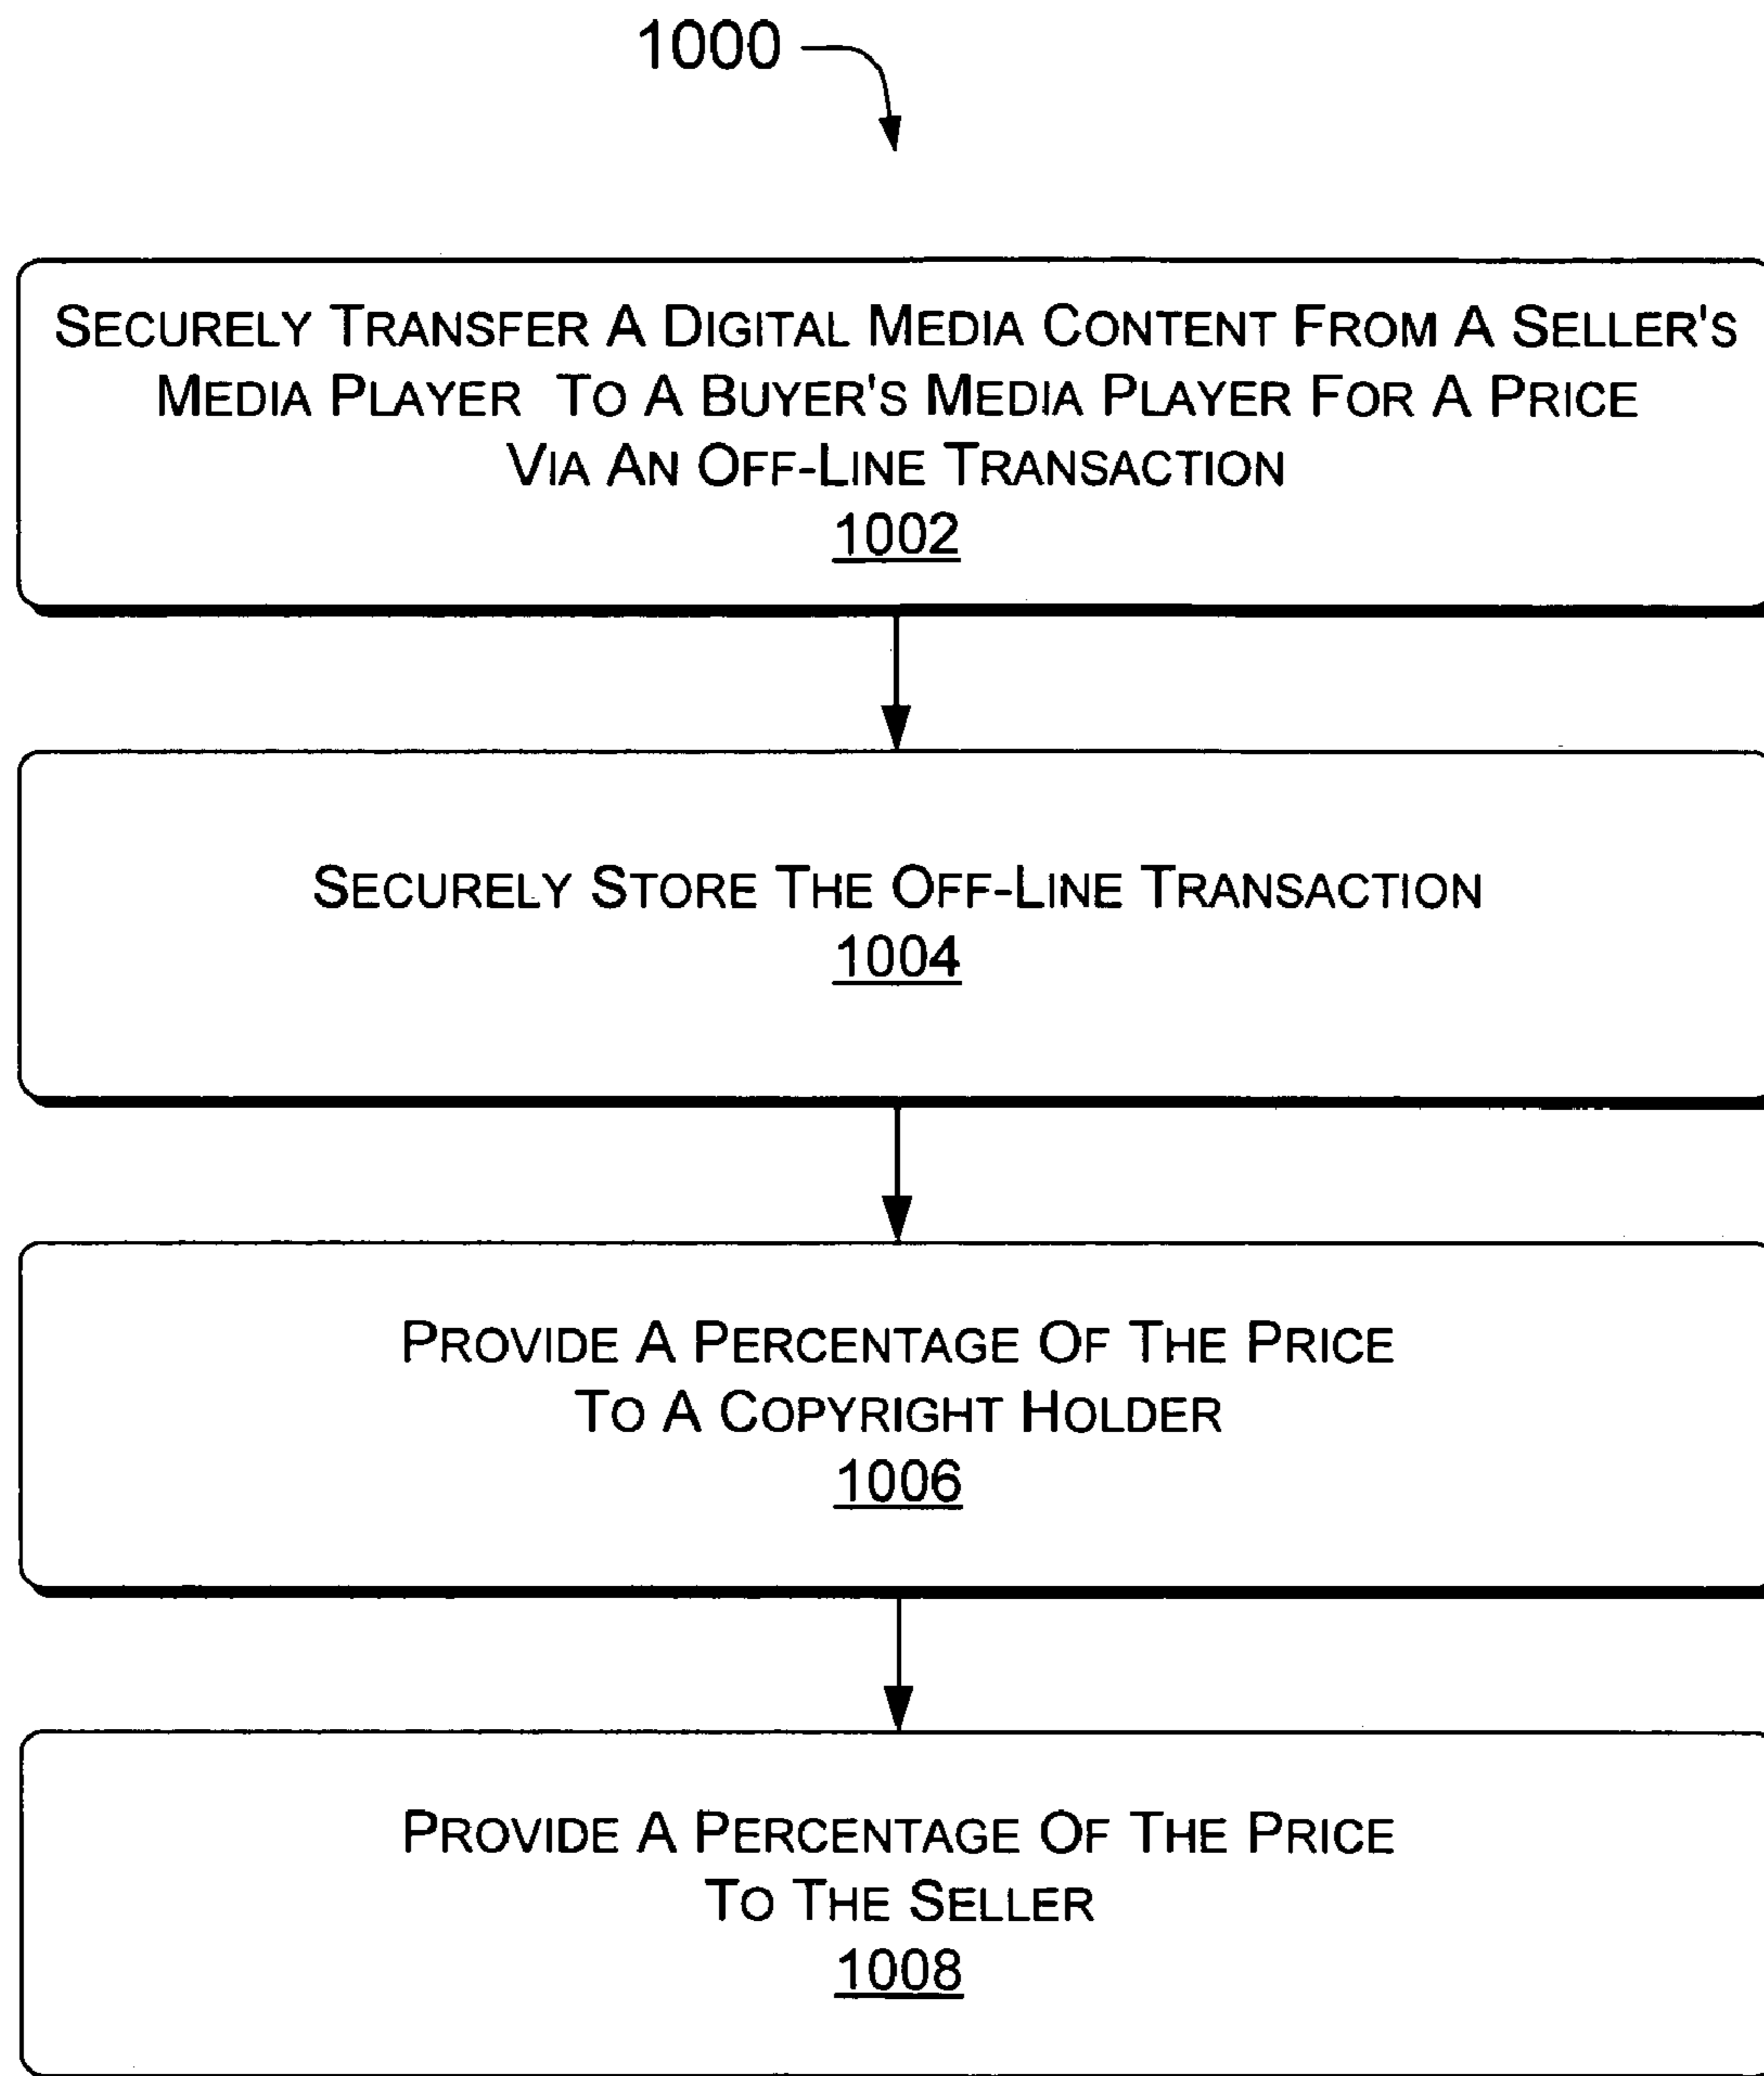 1000
SECURELY TRANSFER A DIGITAL MEDIA CONTENT FROM A SELLER'S
MEDIA PLAYER TO A BUYER'S MEDIA PLAYER FOR A PRICE
VIA AN OFF-LINE TRANSACTION
1002
SECURELY STORE THE OFF-LINE TRANSACTION
1004
PROVIDE A PERCENTAGE OF THE PRICE
TO A COPYRIGHT HOLDER
1006
PROVIDE A PERCENTAGE OF THE PRICE
TO THE SELLER
1008